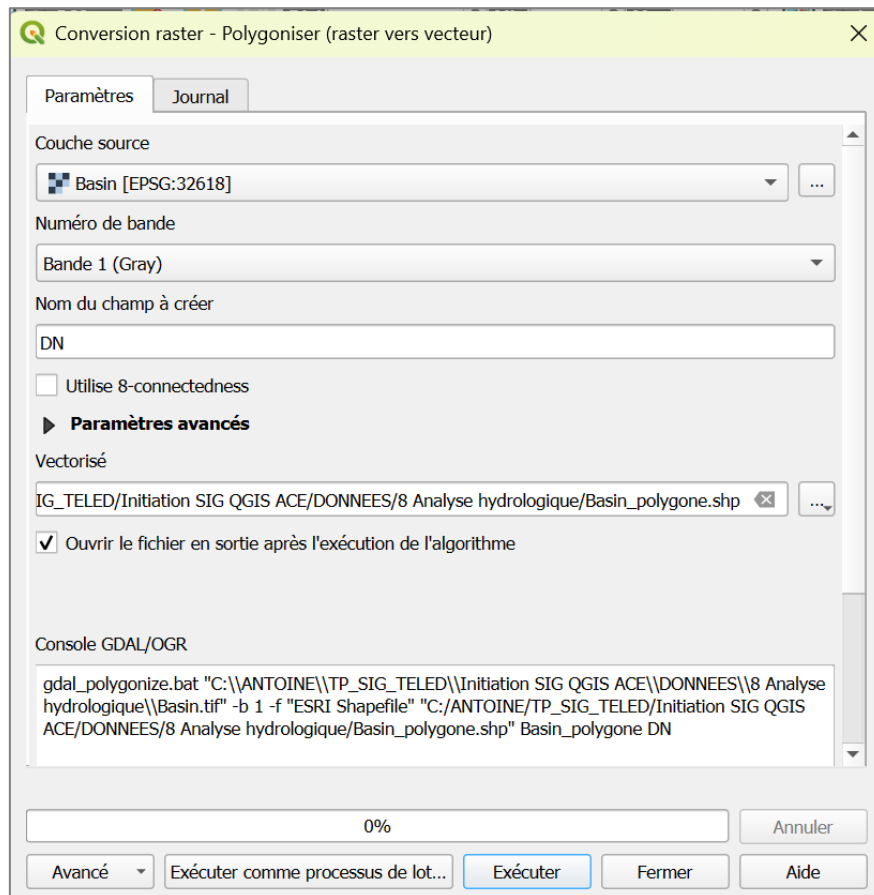 Conversion raster - Polygoniser (raster vers vecteur)
Paramètres
Journal
Couche source
Basin [EPSG:32618]
...
Numéro de bande
Bande 1 (Gray)
Nom du champ à créer
DN
Utilise 8-connectedness
Paramètres avancés
Vectorisé
IG_TELED/Initiation SIG QGIS ACE/DONNEES/8 Analyse hydrologique/Basin_polygone.shp
...
Ouvrir le fichier en sortie après l'exécution de l'algorithme
Console GDAL/OGR
gdal_polygonize.bat "C:\\ANTOINE\\TP_SIG_TELED\\Initiation SIG QGIS ACE\\DONNEES\\8 Analyse
hydrologique\\Basin.tif" -b 1 -f "ESRI Shapefile" "C:/ANTOINE/TP_SIG_TELED/Initiation SIG QGIS
ACE/DONNEES/8 Analyse hydrologique/Basin_polygone.shp" Basin_polygone DN
0%
Annuler
Avancé
Exécuter comme processus de lot...
Exécuter
Fermer
Aide